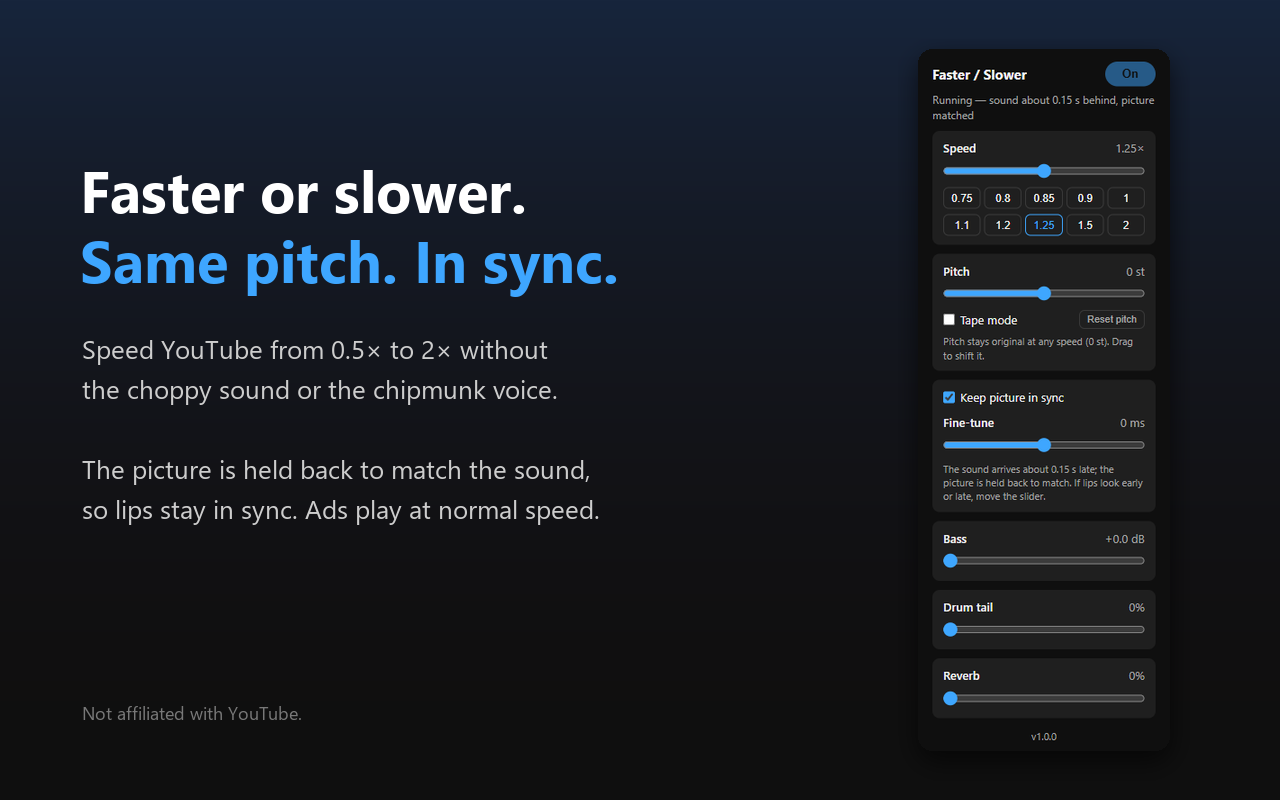 Faster or slower.
Same pitch. In sync.
Speed YouTube from 0.5× to 2× without
the choppy sound or the chipmunk voice.
The picture is held back to match the sound,
so lips stay in sync. Ads play at normal speed.
Not affiliated with YouTube.
Faster / Slower On
Running — sound about 0.15 s behind, picture
matched
Speed 1.25×
0.75 0.8 0.85 0.9 1
1.1 1.2 1.25 1.5 2
Pitch 0 st
Tape mode Reset pitch
Pitch stays original at any speed (0 st). Drag
to shift it.
Keep picture in sync
Fine-tune 0 ms
The sound arrives about 0.15 s late; the
picture is held back to match. If lips look early
or late, move the slider.
Bass +0.0 dB
Drum tail 0%
Reverb 0%
v1.0.0